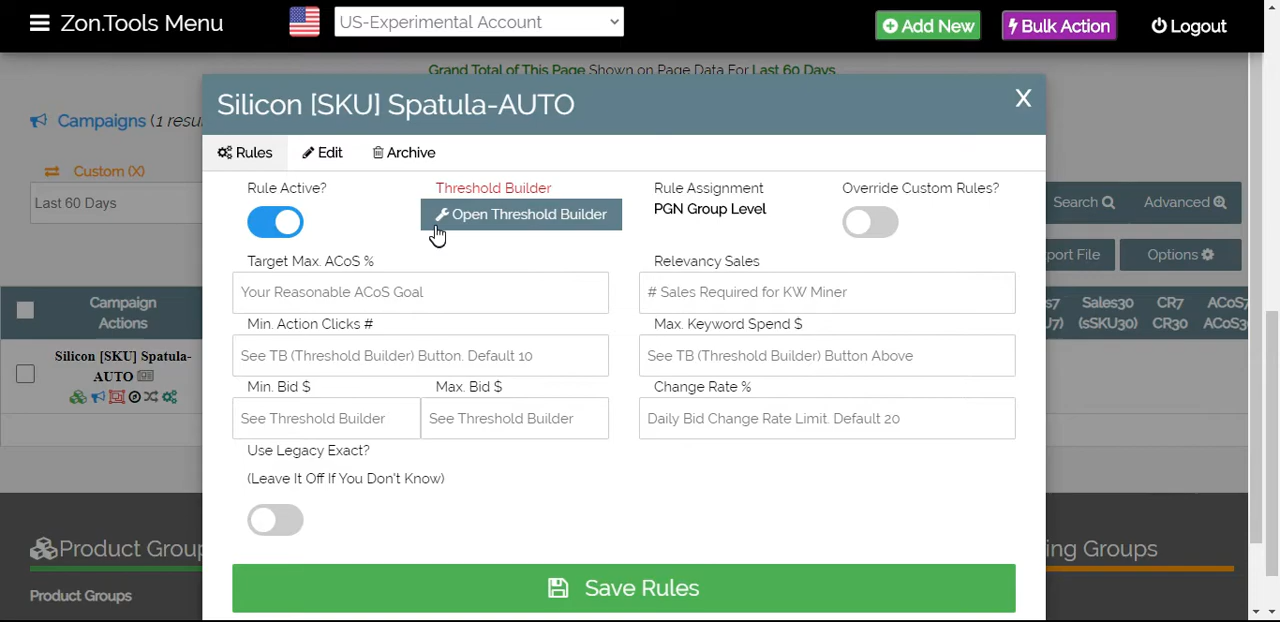 Zon.Tools Menu
US-Experimental Account
Add New
Bulk Action
Logout
Grand Total of This Page Shown on Page Data For Last 60 Days
Campaigns (1 resu
Custom (X)
Last 60 Days
Search
Advanced
port File
Options
Silicon [SKU] Spatula-AUTO
X
Rules
Edit
Archive
Rule Active?
Threshold Builder
Open Threshold Builder
Rule Assignment
PGN Group Level
Override Custom Rules?
Target Max. ACoS %
Your Reasonable ACoS Goal
Relevancy Sales
# Sales Required for KW Miner
Min. Action Clicks #
See TB (Threshold Builder) Button. Default 10
Max. Keyword Spend $
See TB (Threshold Builder) Button Above
Min. Bid $
See Threshold Builder
Max. Bid $
See Threshold Builder
Change Rate %
Daily Bid Change Rate Limit. Default 20
Use Legacy Exact?
(Leave It Off If You Don't Know)
Save Rules
Campaign
Actions
Silicon [SKU] Spatula-
AUTO
s7
J7)
Sales30
(sSKU30)
CR7
CR30
ACoS7
ACoS3
Product Group
Product Groups
ing Groups